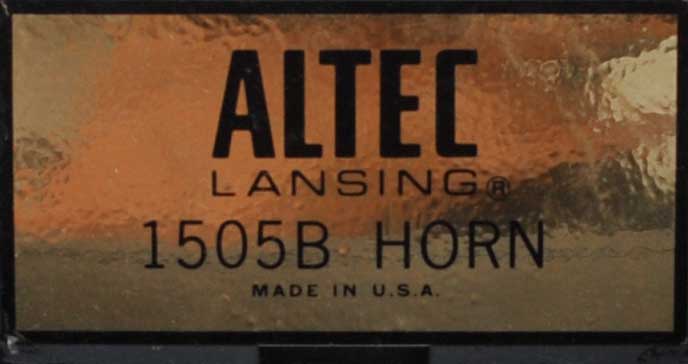 ALTEC
LANSING®
1505B HORN
MADE IN U.S.A.